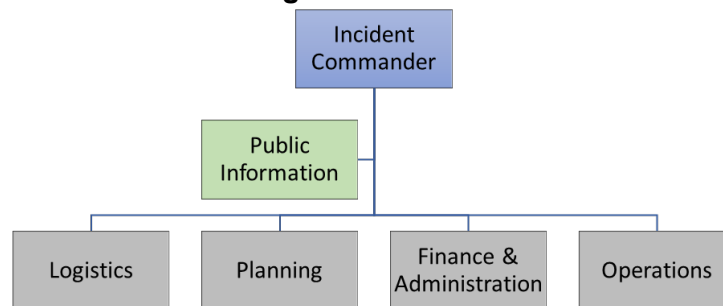 Incident
Commander
Public
Information
Logistics
Planning
Finance &
Administration
Operations